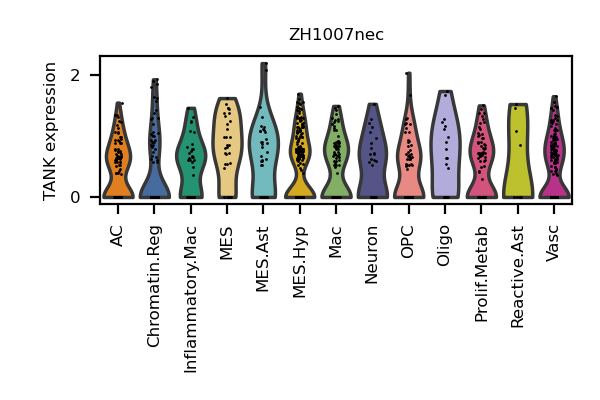 ZH1007nec
TANK expression
2
0
AC
Chromatin.Reg
Inflammatory.Mac
MES
MES.Ast
MES.Hyp
Mac
Neuron
OPC
Oligo
Prolif.Metab
Reactive.Ast
Vasc